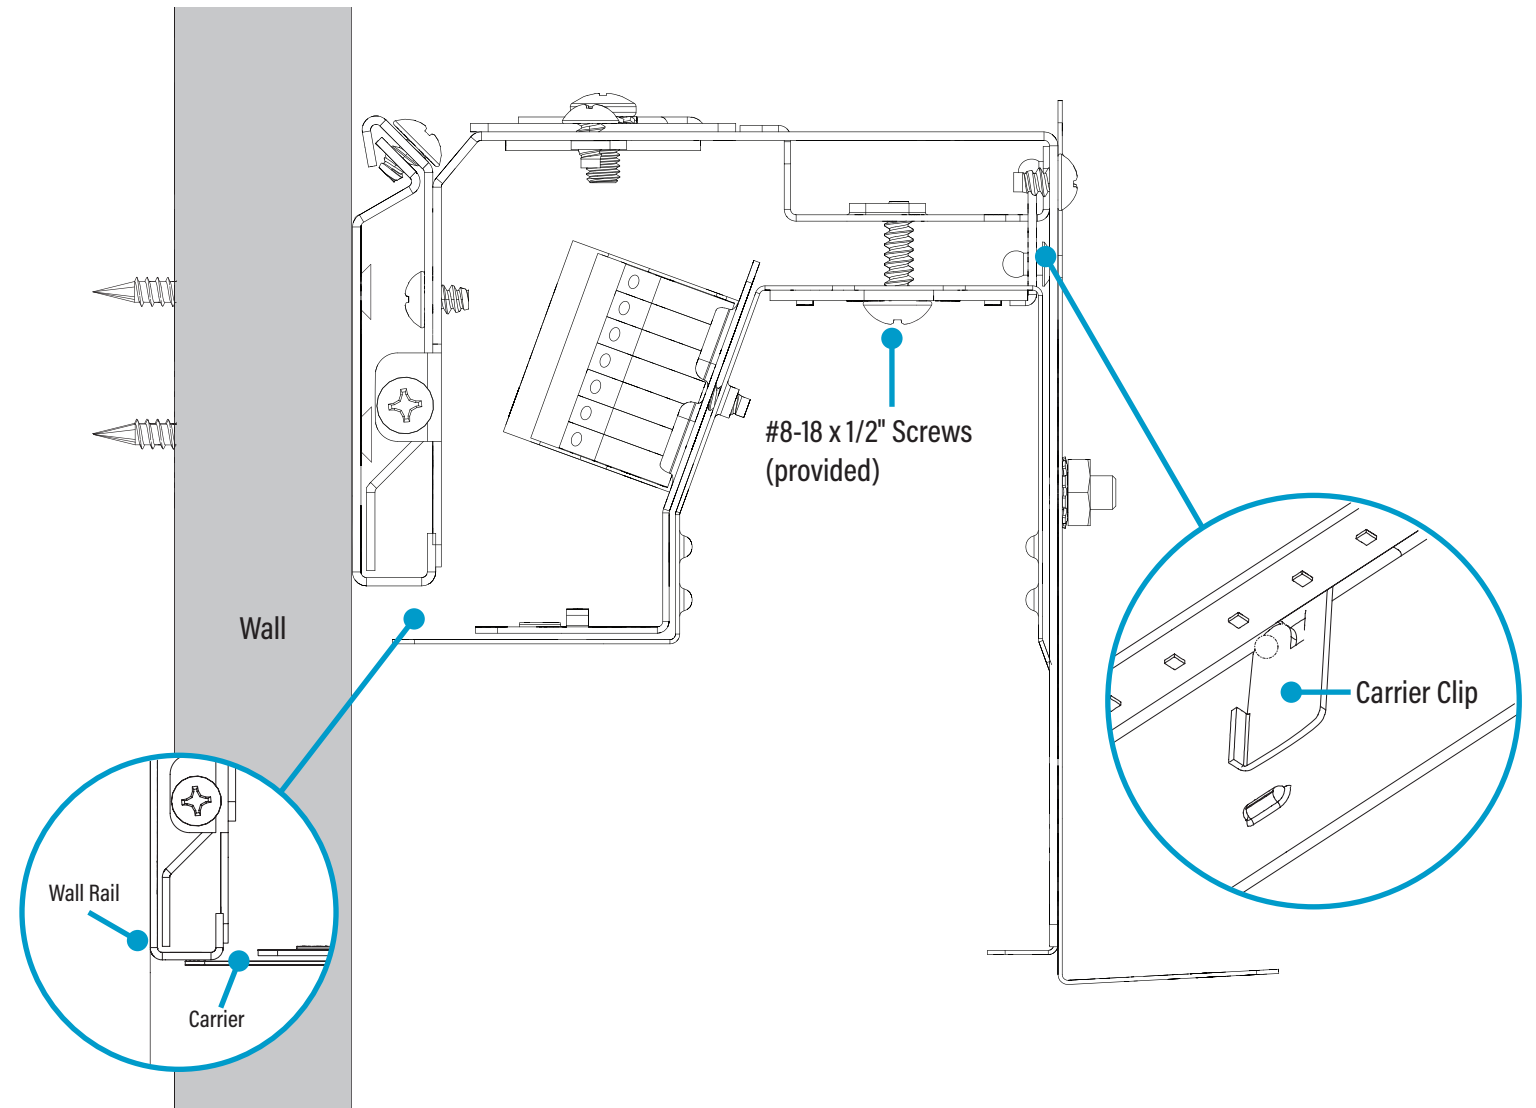 #8-18 x 1/2" Screws
(provided)
Wall
Carrier Clip
Wall Rail
Carrier